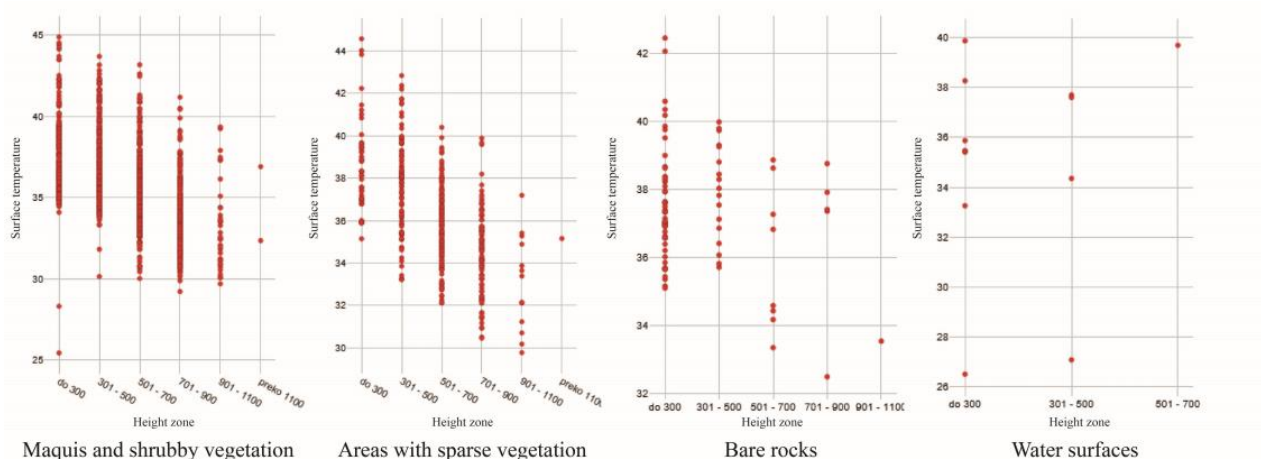 45
40
35
30
25
Surface temperature
do 300
301 - 500
501 - 700
701 - 900
901 - 1100
preko 1100
Height zone
Maquis and shrubby vegetation
44
42
40
38
36
34
32
30
Surface temperature
do 300
301 - 500
501 - 700
701 - 900
901 - 1100
preko 110
Height zone
Areas with sparse vegetation
42
40
38
36
34
32
Surface temperature
do 300
301 - 500
501 - 700
701 - 900
901 - 110
Height zone
Bare rocks
40
38
36
34
32
30
28
26
Surface temperature
do 300
301 - 500
501 - 700
Height zone
Water surfaces